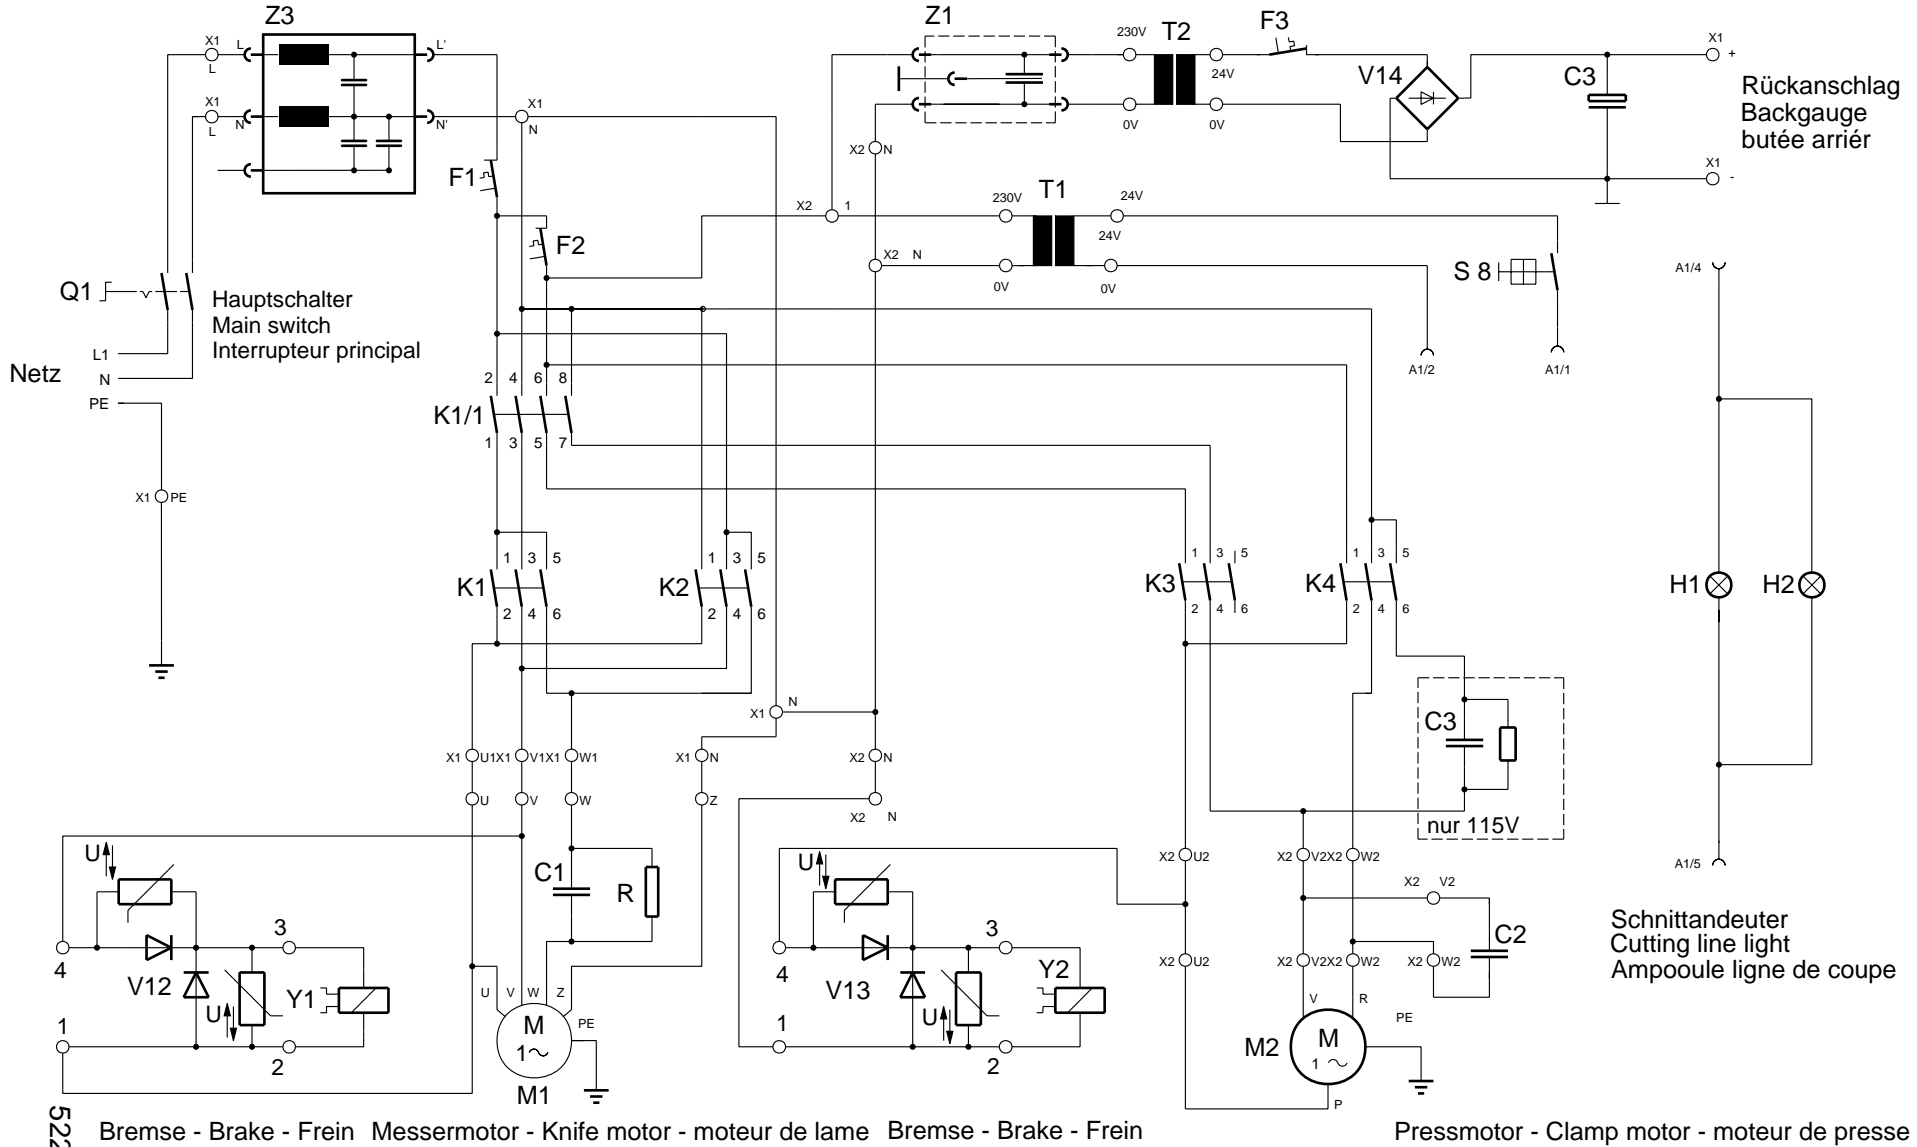 Z3
Z1
F3
T2
230V
X1
L
L'
X1
+
L
24V
V14
C3
Rückanschlag
Backgauge
butée arriér
X1
N
N'
X1
L
N
0V
0V
X2
N
X1
-
F1
T1
230V
24V
X2
1
24V
F2
X2
N
0V
0V
S 8
A1/4
Q1
Hauptschalter
Main switch
Interrupteur principal
L1
Netz
N
PE
A1/2
A1/1
2
4
6
8
K1/1
1
3
5
7
X1
PE
1
3
5
1
3
5
1
3
5
1
3
5
K1
K2
K3
K4
H1
H2
2
4
6
2
4
6
2
4
6
2
4
6
X1
N
C3
X1
U1
X1
V1
X1
W1
X1
N
X2
N
U
V
W
Z
X2
N
nur 115V
U
U
X2
U2
X2
V2
X2
W2
A1/5
C1
R
X2
V2
Schnittandeuter
Cutting line light
Ampooule ligne de coupe
3
3
C2
4
4
X2
U2
X2
V2
X2
W2
X2
W2
V12
Y1
V13
Y2
U
V
W
Z
V
R
U
U
1
PE
1
PE
M
1
M
1
M2
2
2
M1
P
522
Bremse - Brake - Frein
Messermotor - Knife motor - moteur de lame
Bremse - Brake - Frein
Pressmotor - Clamp motor - moteur de presse